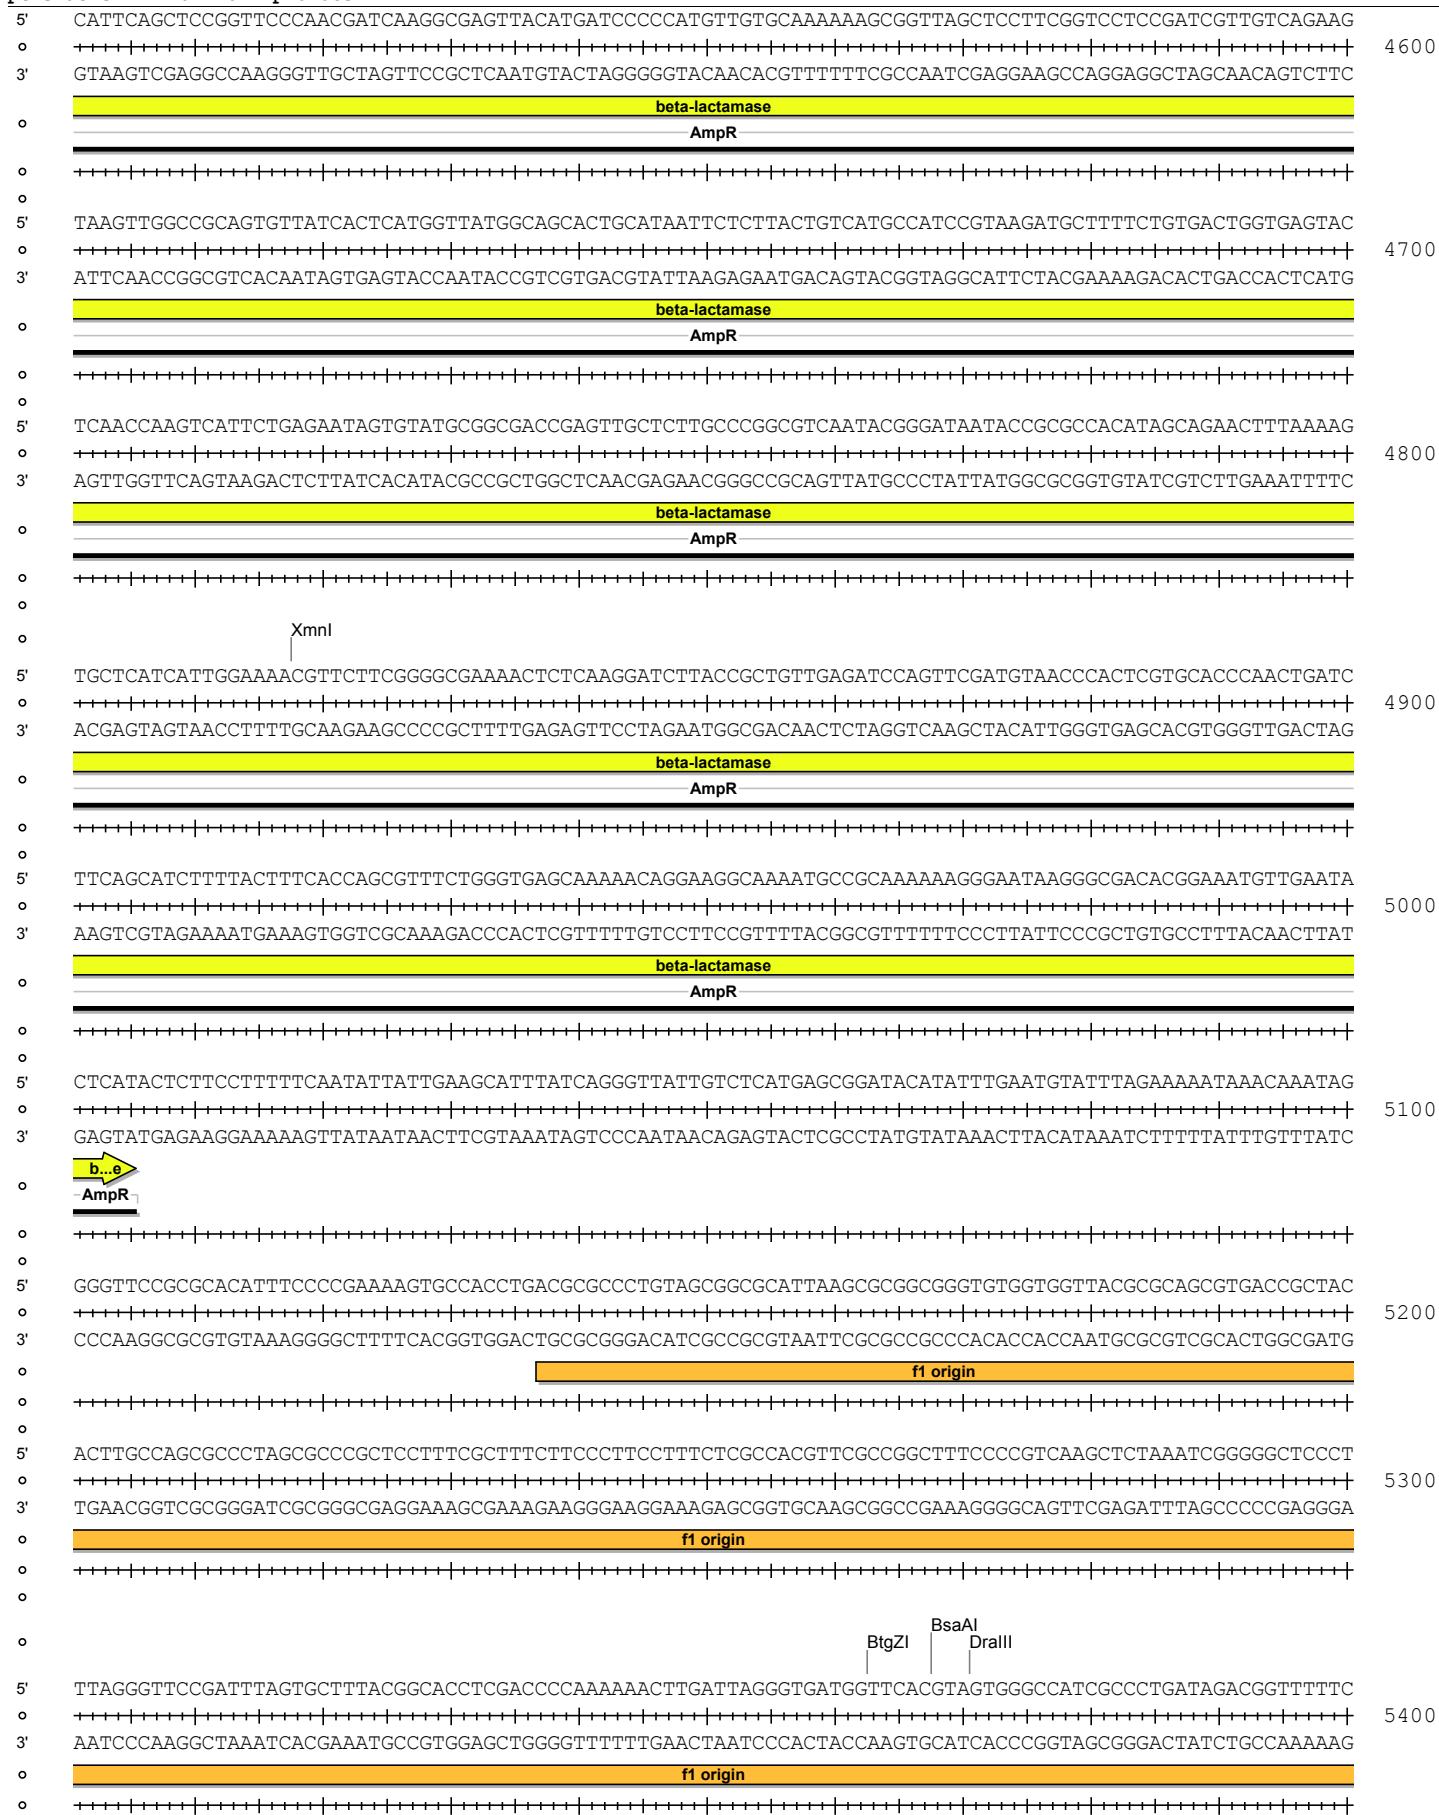 5' CATTCAGCTCCGGTTCCCAACGATCAAGGCGAGTTACATGATCCCCCATGTTGTGCAAAAAAGCGGTTAGCTCCTTCGGTCCTCCGATCGTTGTCAGAAG
4600
3' GTAAGTCGAGGCCAAGGGTTGCTAGTTCCGCTCAATGTACTAGGGGGTACAACACGTTTTTTCGCCAATCGAGGAAGCCAGGAGGCTAGCAACAGTCTTC
beta-lactamase
AmpR
5' TAAGTTGGCCGCAGTGTTATCACTCATGGTTATGGCAGCACTGCATAATTCTCTTACTGTCATGCCATCCGTAAGATGCTTTTCTGTGACTGGTGAGTAC
4700
3' ATTCAACCGGCGTCACAATAGTGAGTACCAATACCGTCGTGACGTATTAAGAGAATGACAGTACGGTAGGCATTCTACGAAAAGACACTGACCACTCATG
beta-lactamase
AmpR
5' TCAACCAAGTCATTCTGAGAATAGTGTATGCGGCGACCGAGTTGCTCTTGCCCGGCGTCAATACGGGATAATACCGCGCCACATAGCAGAACTTTAAAAG
4800
3' AGTTGGTTCAGTAAGACTCTTATCACATACGCCGCTGGCTCAACGAGAACGGGCCGCAGTTATGCCCTATTATGGCGCGGTGTATCGTCTTGAAATTTTC
beta-lactamase
AmpR
XmnI
5' TGCTCATCATTGGAAAACGTTCTTCGGGGCGAAAACTCTCAAGGATCTTACCGCTGTTGAGATCCAGTTCGATGTAACCCACTCGTGCACCCAACTGATC
4900
3' ACGAGTAGTAACCTTTTGCAAGAAGCCCCGCTTTTGAGAGTTCCTAGAATGGCGACAACTCTAGGTCAAGCTACATTGGGTGAGCACGTGGGTTGACTAG
beta-lactamase
AmpR
5' TTCAGCATCTTTTACTTTCACCAGCGTTTCTGGGTGAGCAAAAACAGGAAGGCAAAATGCCGCAAAAAAGGGAATAAGGGCGACACGGAAATGTTGAATA
5000
3' AAGTCGTAGAAAATGAAAGTGGTCGCAAAGACCCACTCGTTTTTGTCCTTCCGTTTTACGGCGTTTTTTCCCTTATTCCCGCTGTGCCTTTACAACTTAT
beta-lactamase
AmpR
5' CTCATACTCTTCCTTTTTCAATATTATTGAAGCATTTATCAGGGTTATTGTCTCATGAGCGGATACATATTTGAATGTATTTAGAAAAATAAACAAATAG
5100
3' GAGTATGAGAAGGAAAAAGTTATAATAACTTCGTAAATAGTCCCAATAACAGAGTACTCGCCTATGTATAAACTTACATAAATCTTTTTATTTGTTTATC
b...e
AmpR
5' GGGTTCCGCGCACATTTCCCCGAAAAGTGCCACCTGACGCGCCCTGTAGCGGCGCATTAAGCGCGGCGGGTGTGGTGGTTACGCGCAGCGTGACCGCTAC
5200
3' CCCAAGGCGCGTGTAAAGGGGCTTTTCACGGTGGACTGCGCGGGACATCGCCGCGTAATTCGCGCCGCCCACACCACCAATGCGCGTCGCACTGGCGATG
f1 origin
5' ACTTGCCAGCGCCCTAGCGCCCGCTCCTTTCGCTTTCTTCCCTTCCTTTCTCGCCACGTTCGCCGGCTTTCCCCGTCAAGCTCTAAATCGGGGGCTCCCT
5300
3' TGAACGGTCGCGGGATCGCGGGCGAGGAAAGCGAAAGAAGGGAAGGAAAGAGCGGTGCAAGCGGCCGAAAGGGGCAGTTCGAGATTTAGCCCCCGAGGGA
f1 origin
BsaAI
BtgZI DraIII
5' TTAGGGTTCCGATTTAGTGCTTTACGGCACCTCGACCCCAAAAAACTTGATTAGGGTGATGGTTCACGTAGTGGGCCATCGCCCTGATAGACGGTTTTTC
5400
3' AATCCCAAGGCTAAATCACGAAATGCCGTGGAGCTGGGGTTTTTTGAACTAATCCCACTACCAAGTGCATCACCCGGTAGCGGGACTATCTGCCAAAAAG
f1 origin